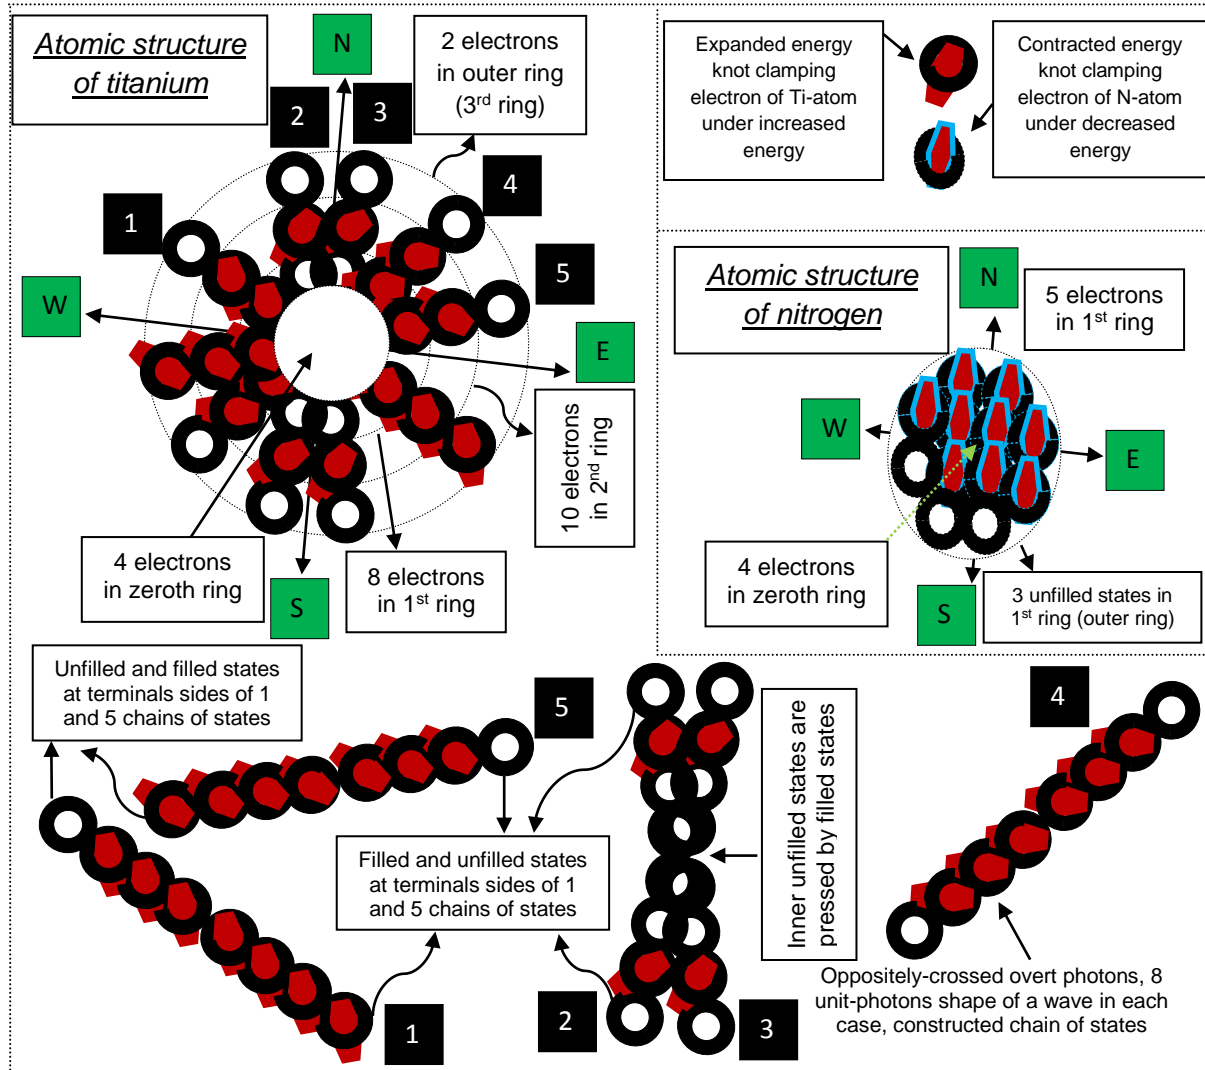 Atomic structure
of titanium
N
2 electrons
in outer ring
(3rd ring)
2
3
4
1
5
W
E
10 electrons
in 2nd ring
4 electrons
in zeroth ring
8 electrons
in 1st ring
S
Expanded energy
knot clamping
electron of Ti-atom
under increased
energy
Contracted energy
knot clamping
electron of N-atom
under decreased
energy
Atomic structure
of nitrogen
N
5 electrons
in 1st ring
W
E
4 electrons
in zeroth ring
S
3 unfilled states in
1st ring (outer ring)
Unfilled and filled states
at terminals sides of 1
and 5 chains of states
5
Filled and unfilled states
at terminals sides of 1
and 5 chains of states
1
2
3
Inner unfilled states are
pressed by filled states
4
Oppositely-crossed overt photons, 8
unit-photons shape of a wave in each
case, constructed chain of states